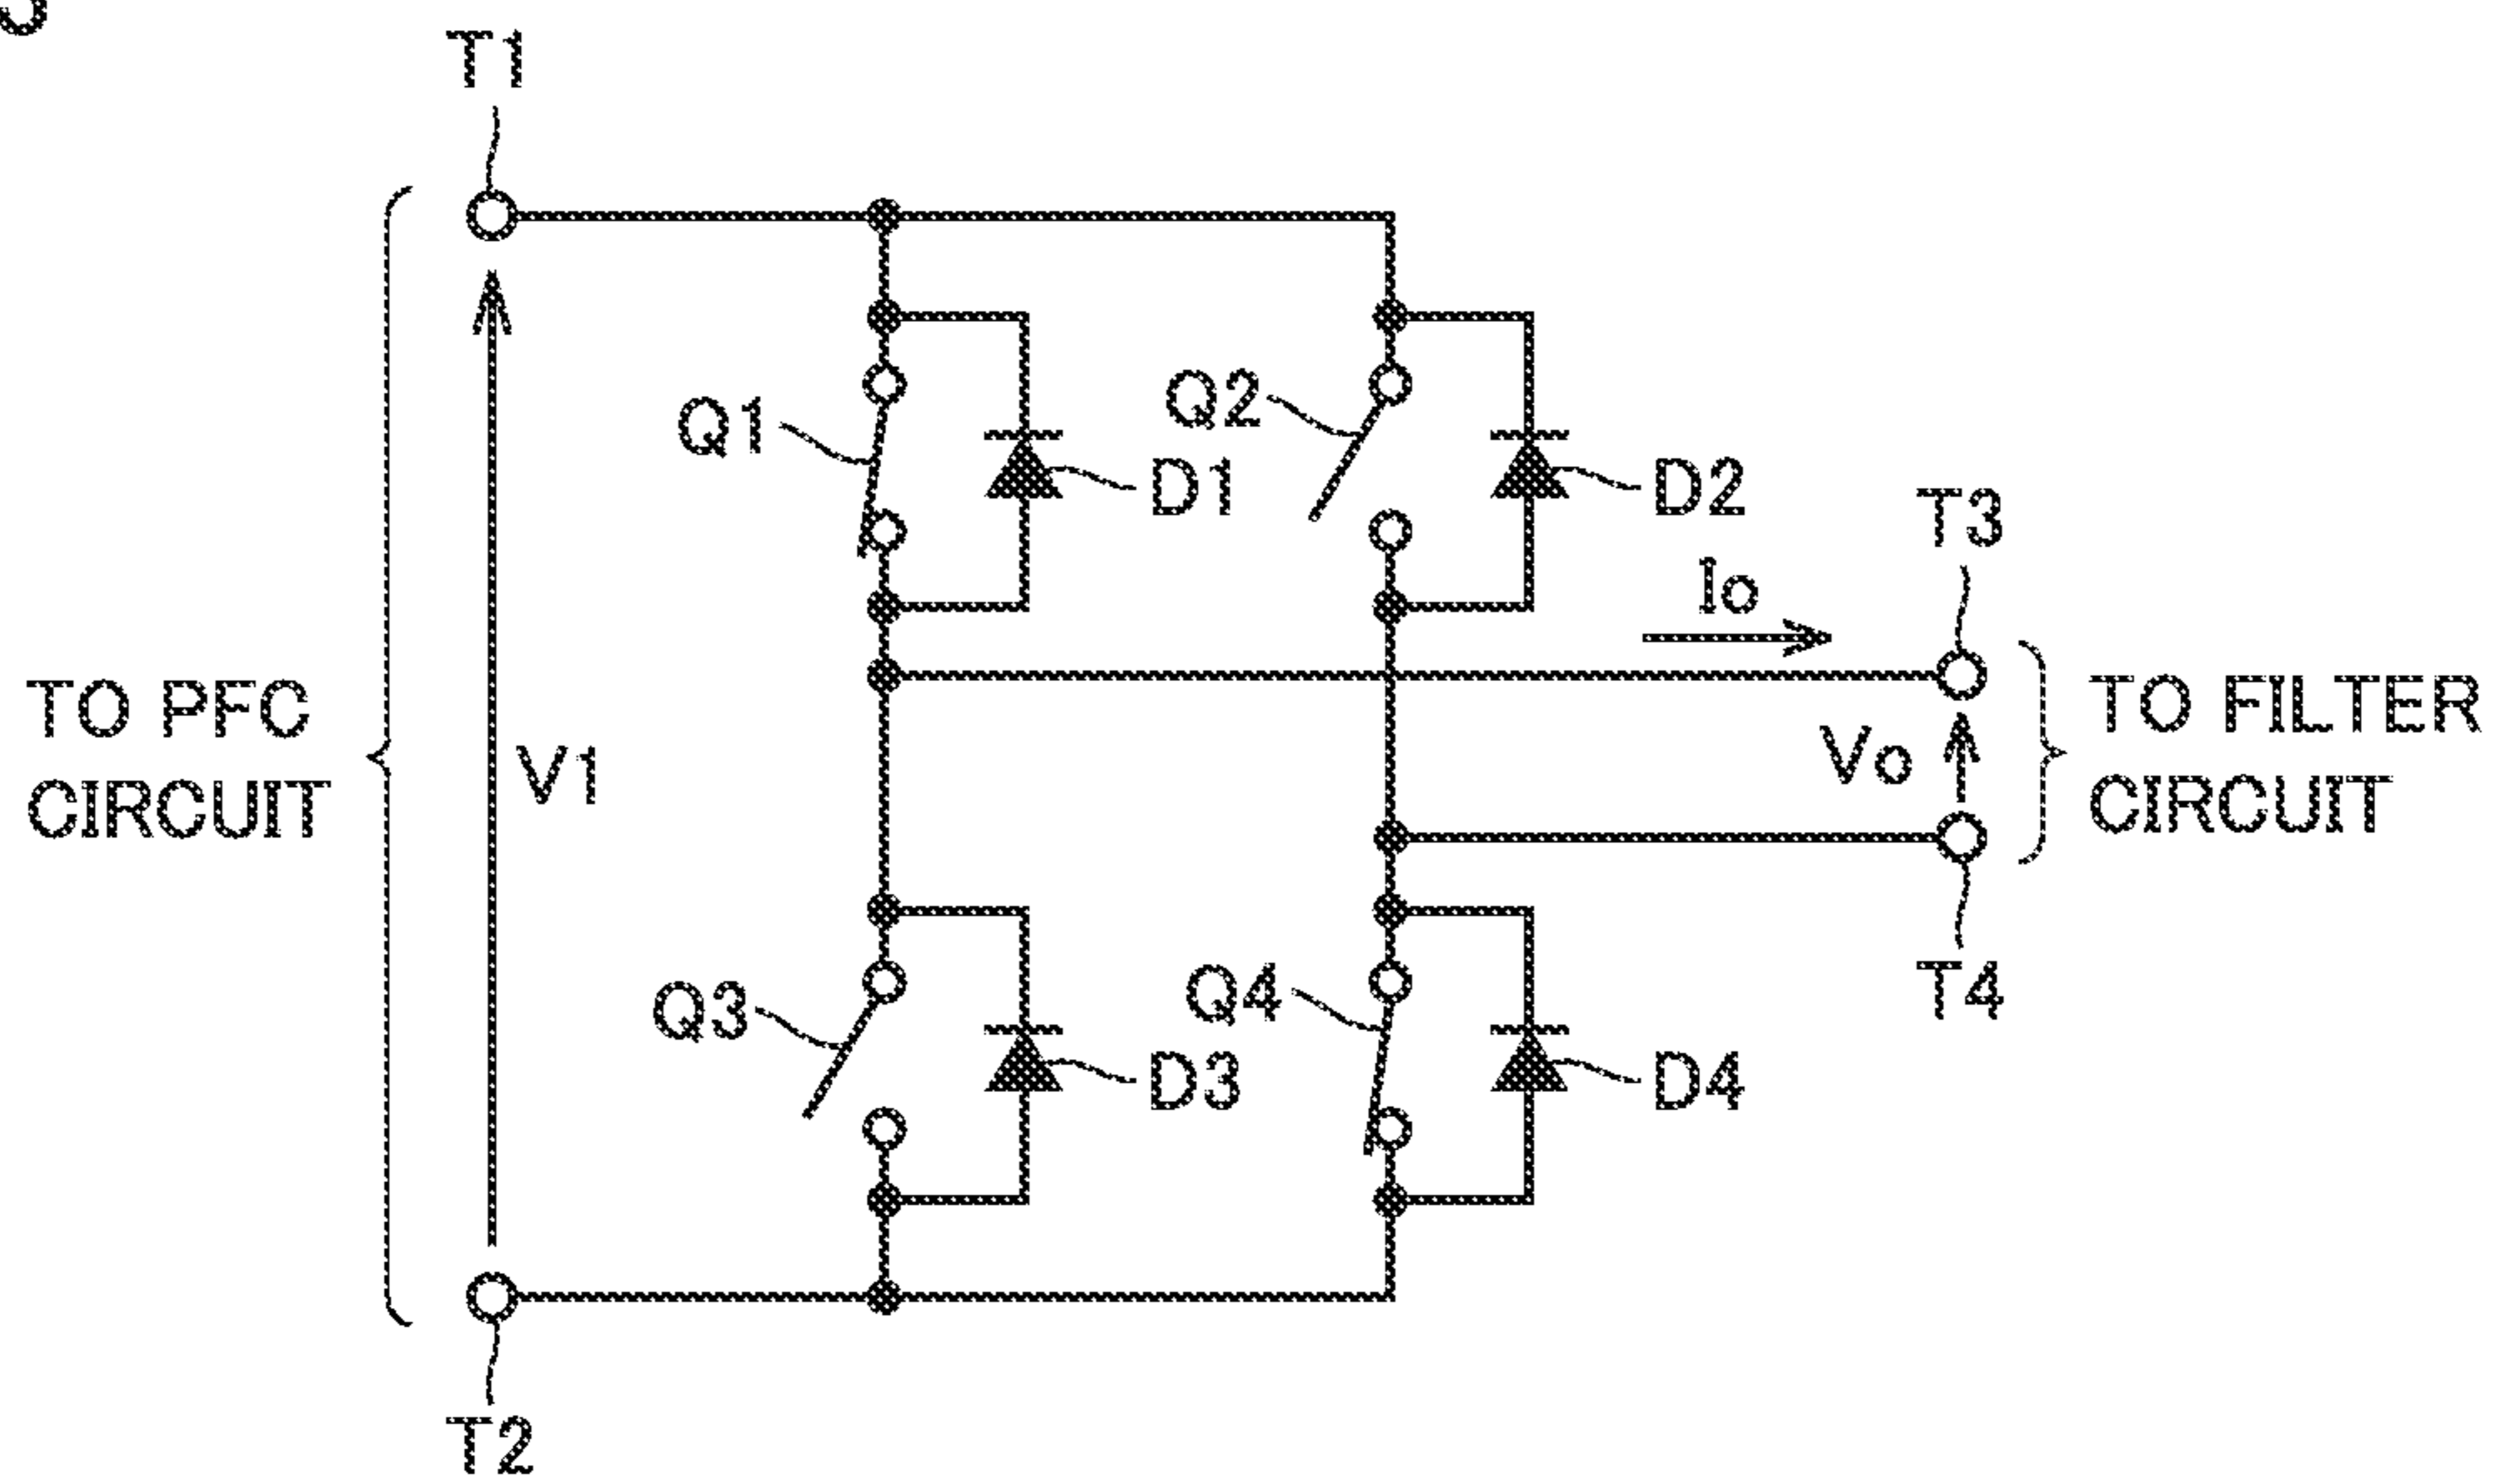 T1
Q1
D1
Q2
D2
T3
Io
TO PFC
CIRCUIT
V1
Vo
TO FILTER
CIRCUIT
Q3
D3
Q4
D4
T4
T2